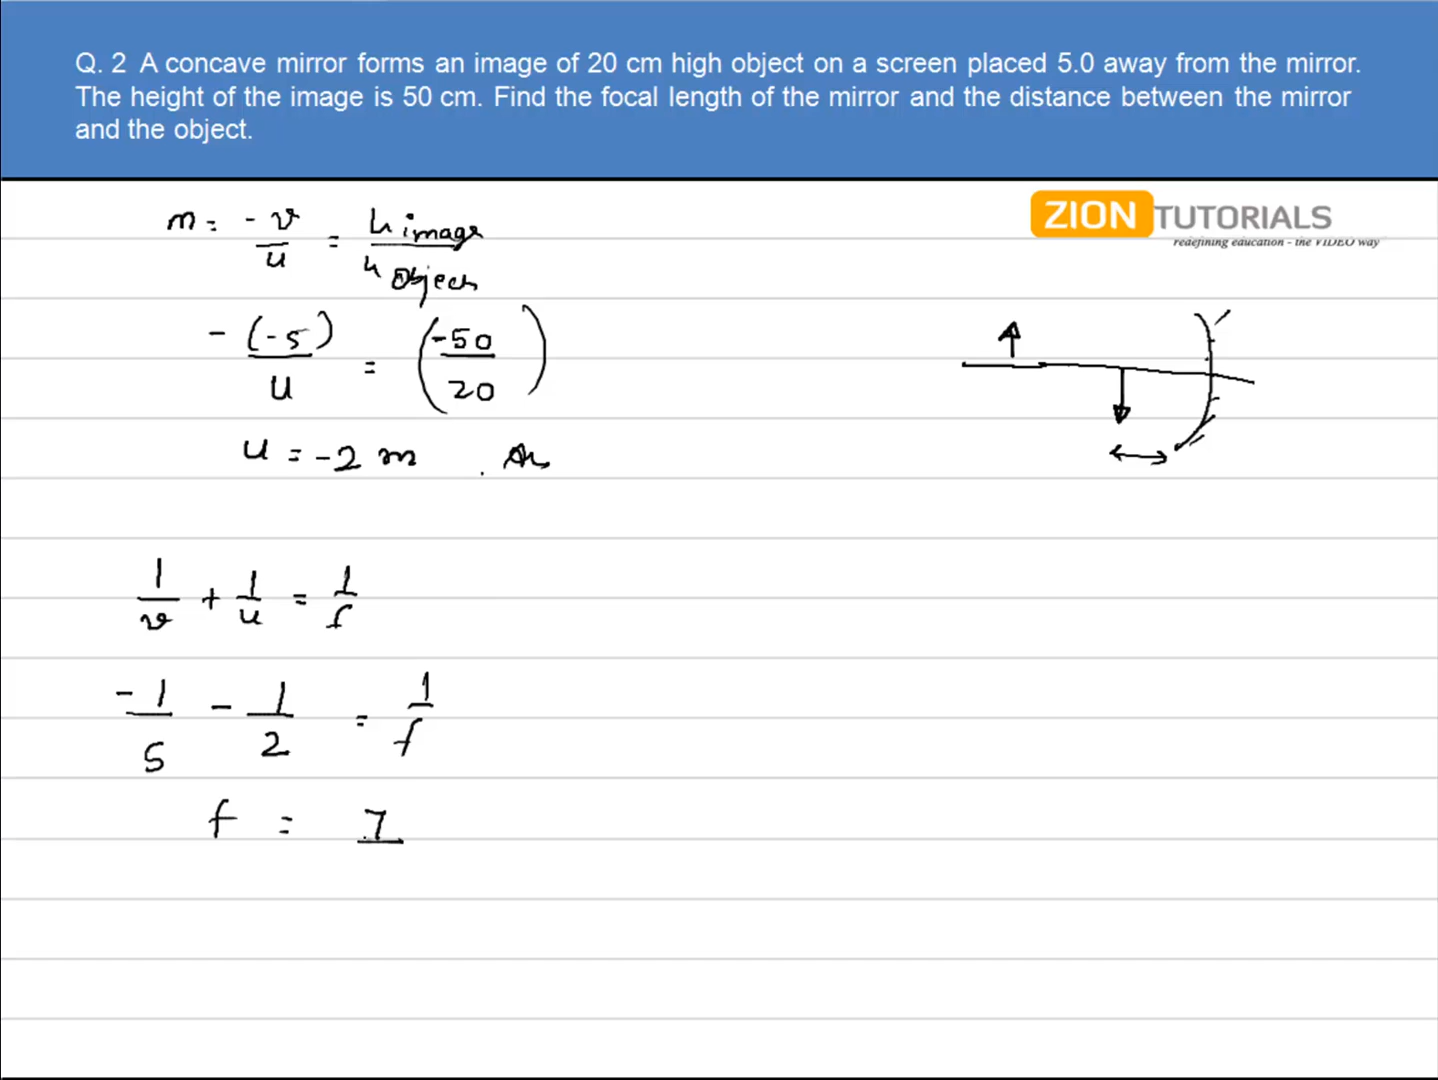 Q. 2 A concave mirror forms an image of 20 cm high object on a screen placed 5.0 away from the mirror.
The height of the image is 50 cm. Find the focal length of the mirror and the distance between the mirror
and the object.
ZION TUTORIALS
redefining education - the VIDEO way
m = -v/u = h image / h object
-(-5)/u = (-50/20)
u = -2 m . An
1/v + 1/u = 1/f
-1/5 - 1/2 = 1/f
f = 7